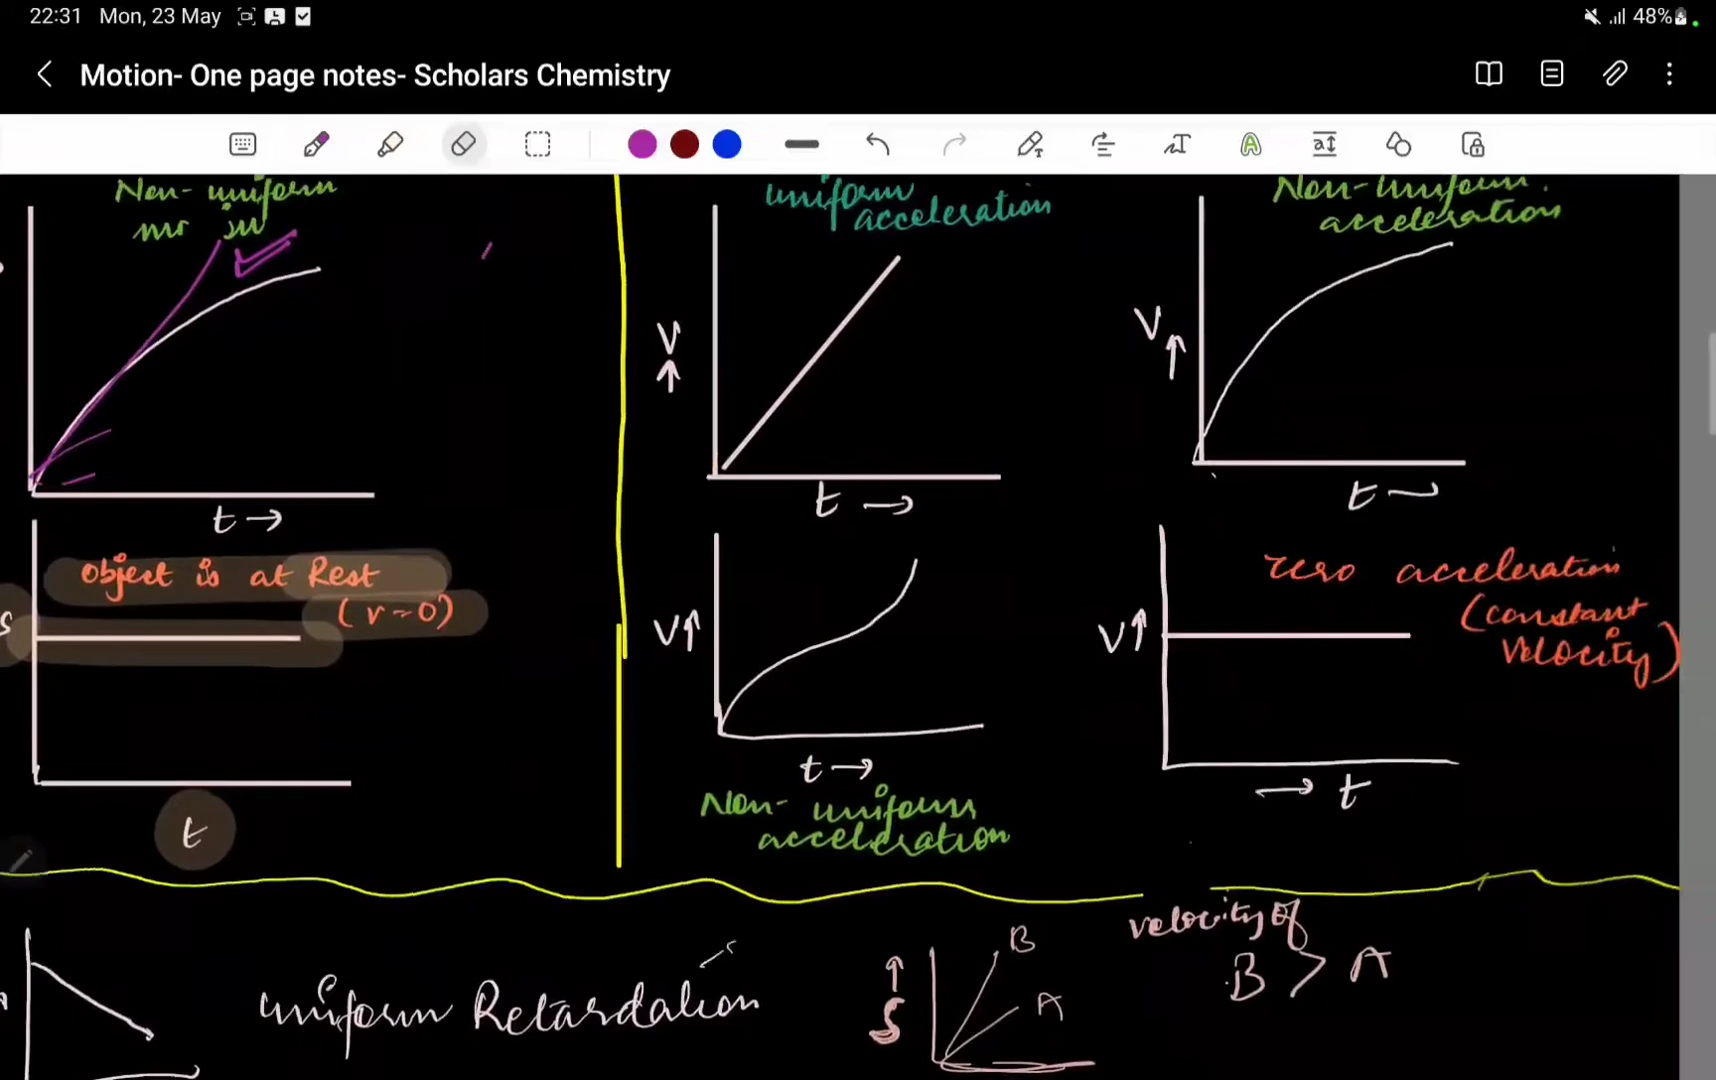 22:31 Mon, 23 May
48%
Motion- One page notes- Scholars Chemistry
Non-uniform
t →
Object is at Rest
(v=0)
s
t
uniform
acceleration
V
t →
Non-uniform
acceleration
V
t
V
t →
Non-uniform
acceleration
zero acceleration
(constant
Velocity)
V
→ t
uniform Retardation
B
A
S
velocity of
B > A